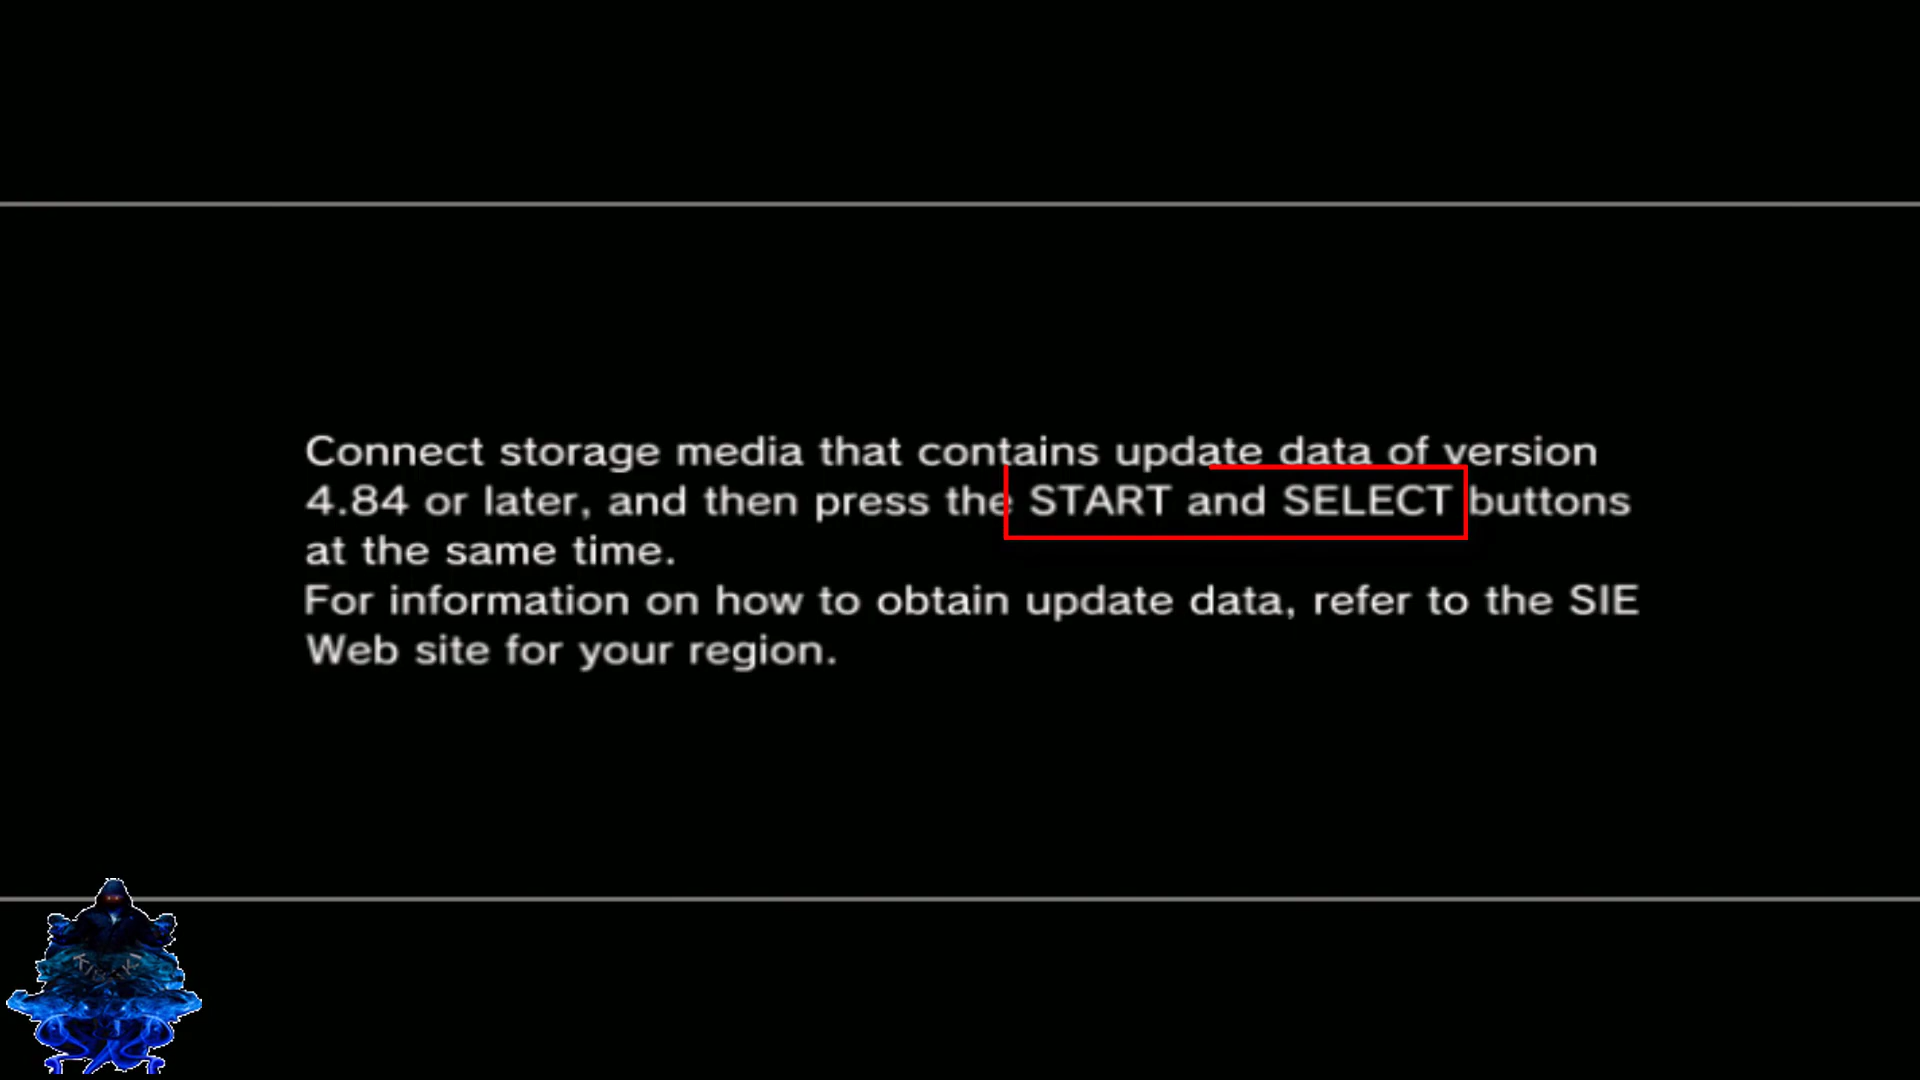 Connect storage media that contains update data of version
4.84 or later, and then press the START and SELECT buttons
at the same time.
For information on how to obtain update data, refer to the SIE
Web site for your region.